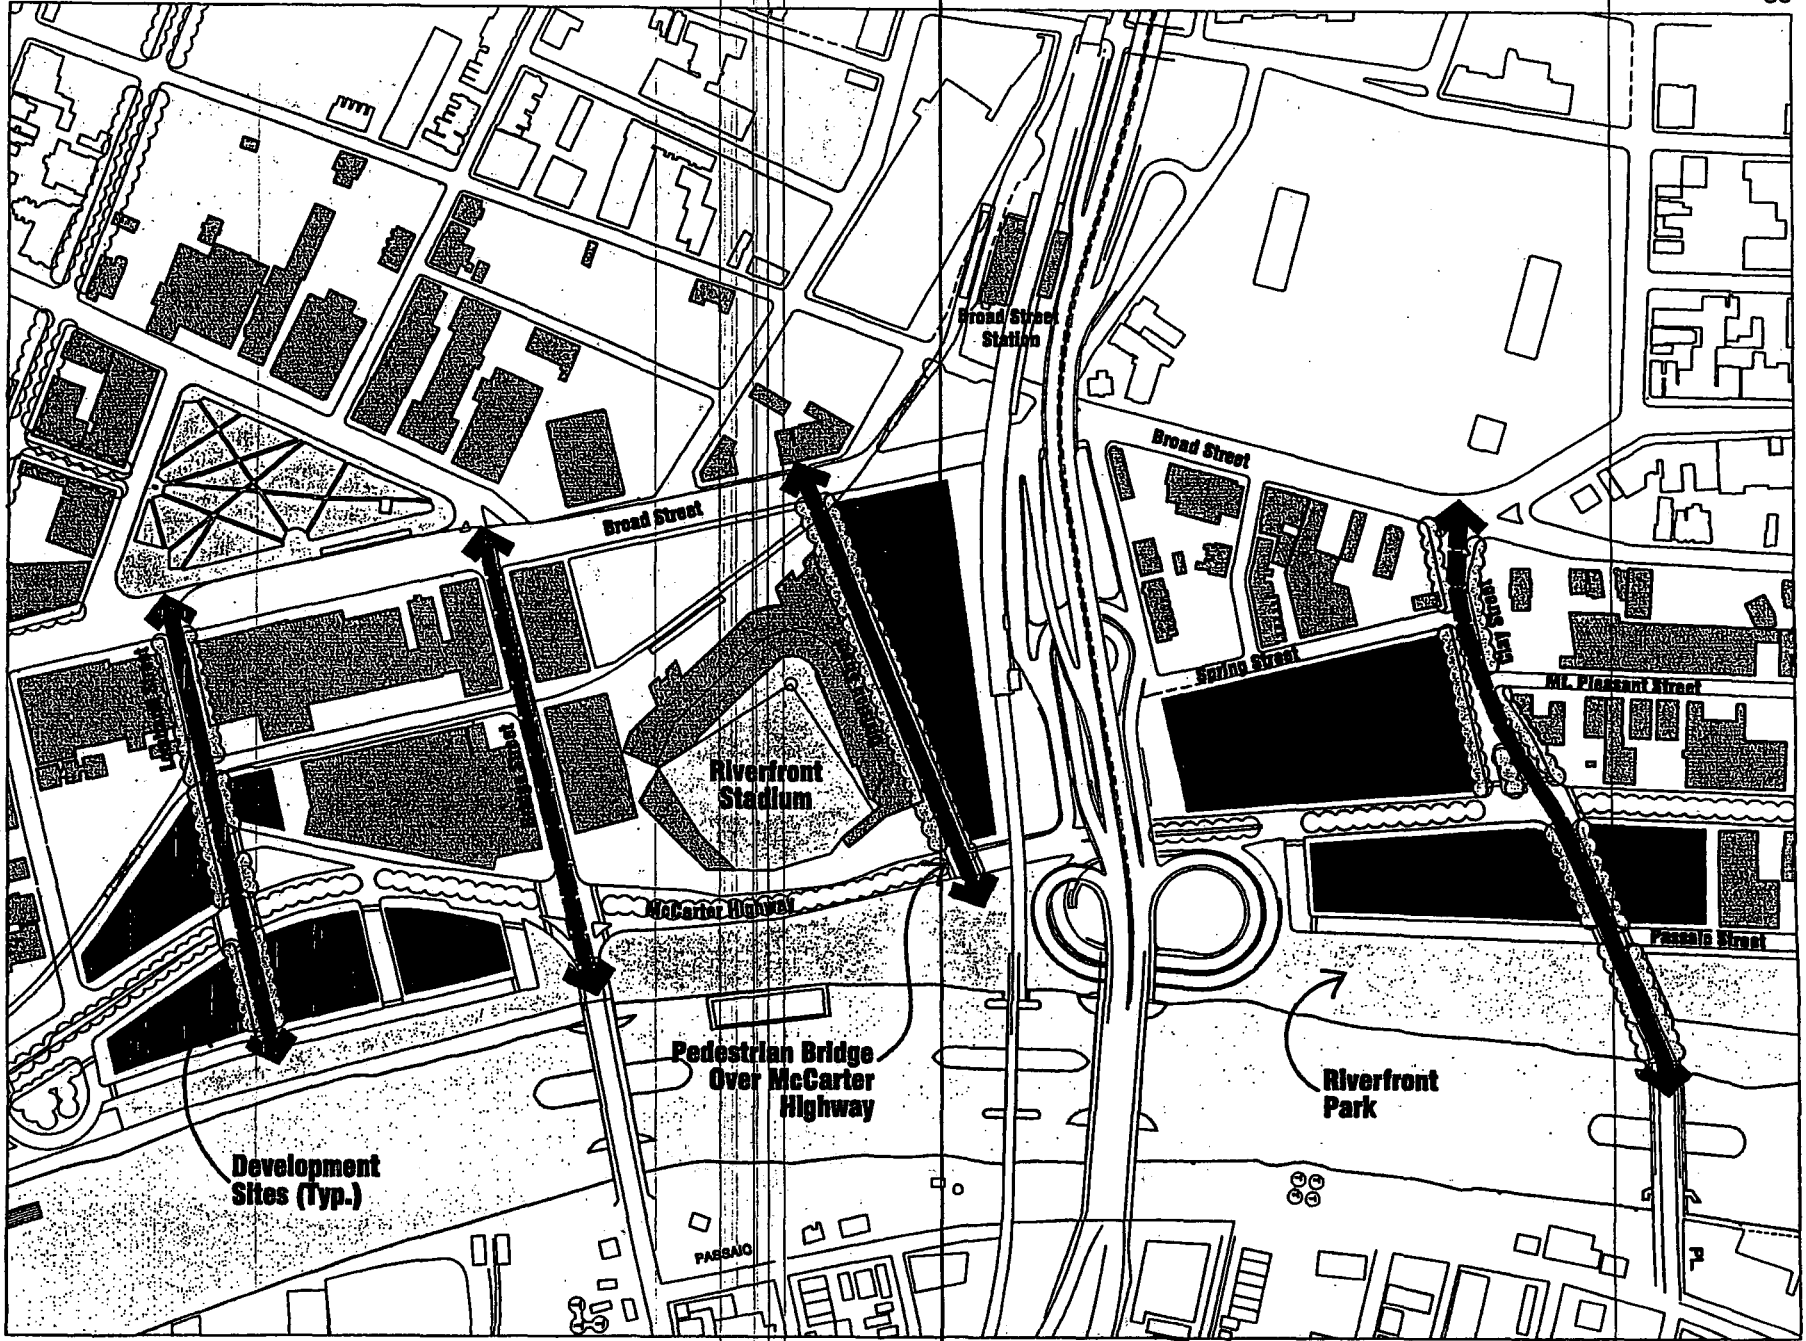 Broad Street
Station
Broad Street
Broad Street
Spring Street
Mt. Pleasant Street
Riverfront
Stadium
McCarter Highway
Passaic Street
Pedestrian Bridge
Over McCarter
Highway
Riverfront
Park
Development
Sites (Typ.)
PASSAIC
PL